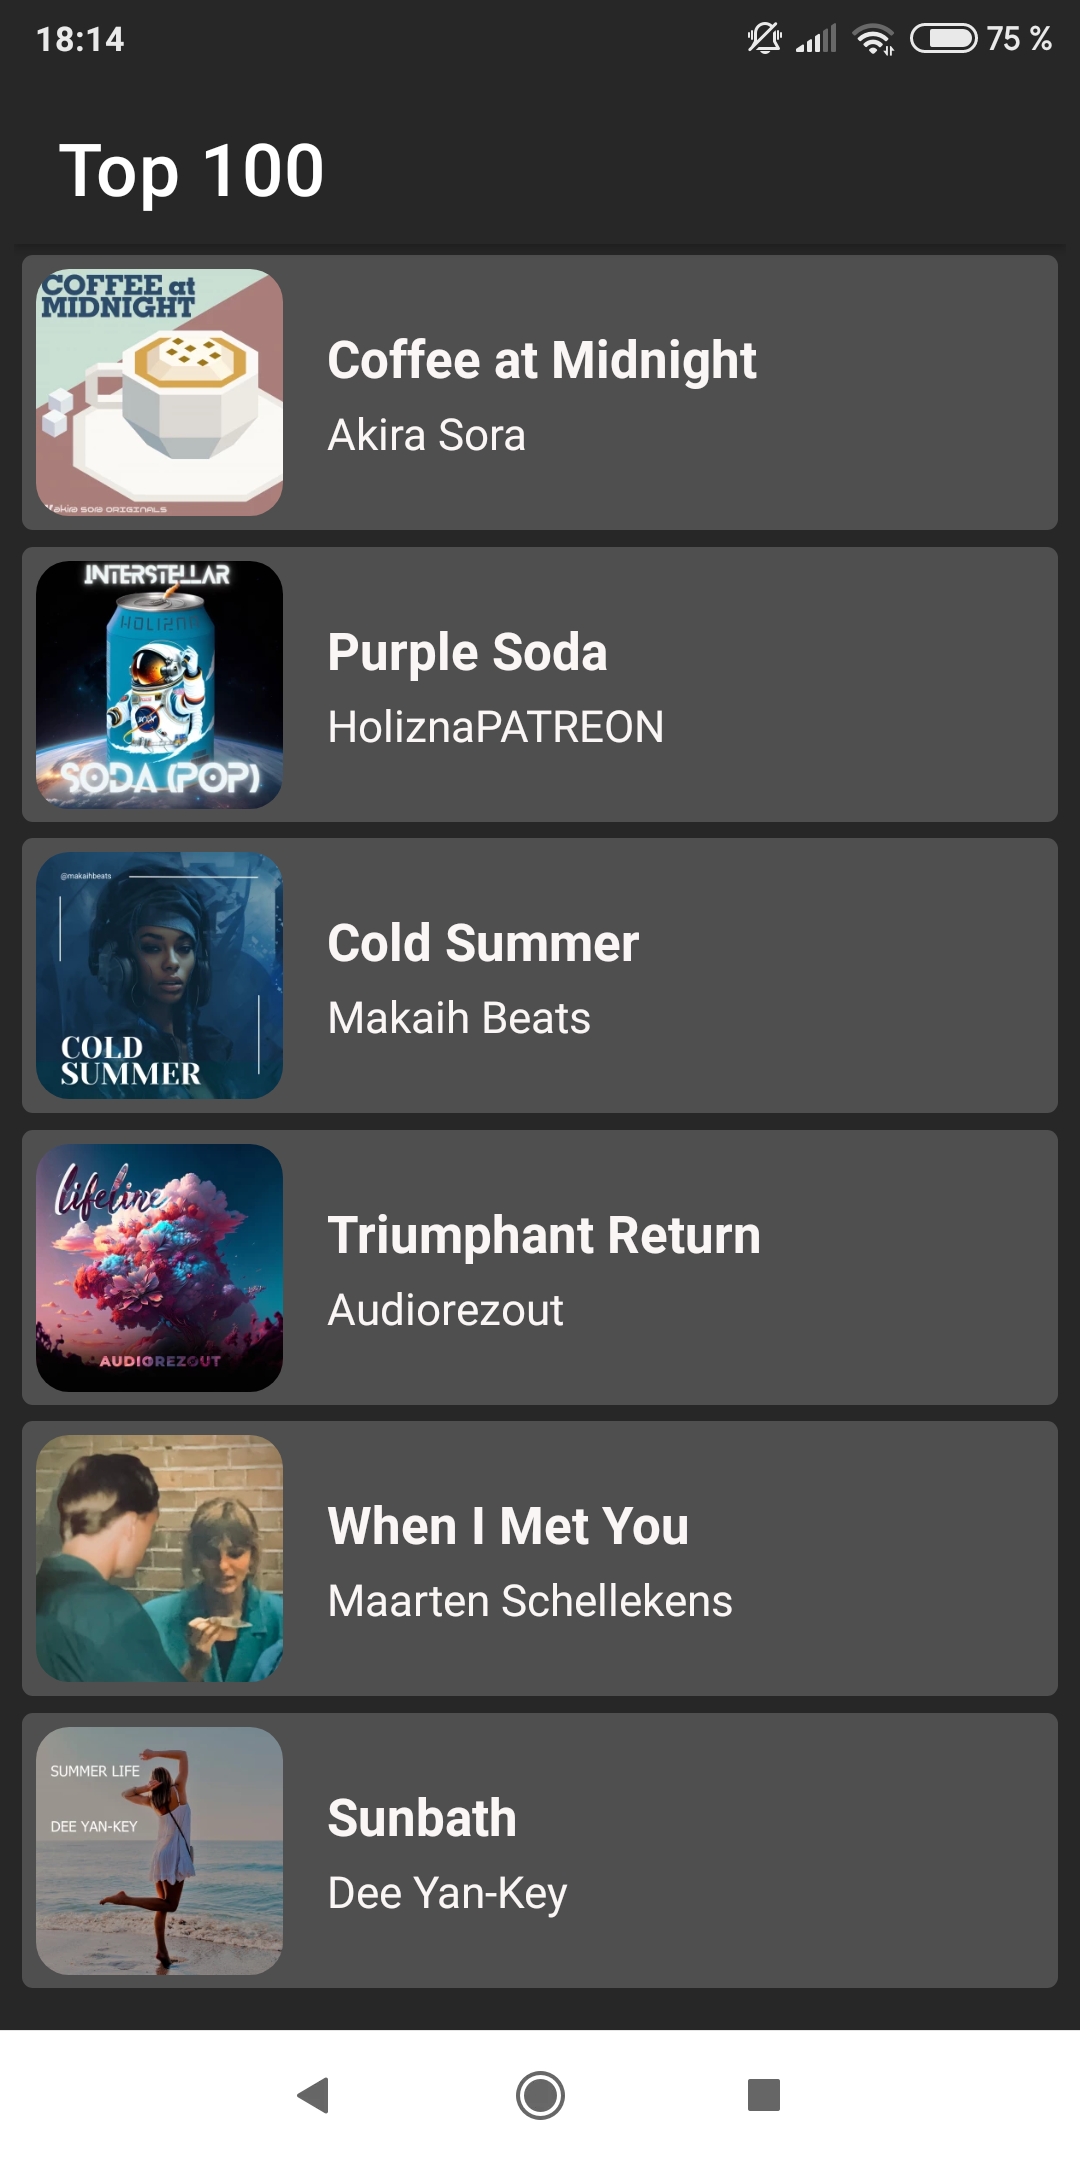 18:14
75 %
Top 100
COFFEE at
MIDNIGHT
akira sora ORIGINALS
Coffee at Midnight
Akira Sora
INTERSTELLAR
HOLIZNA
SODA (POP)
Purple Soda
HoliznaPATREON
@makaihbeats
COLD
SUMMER
Cold Summer
Makaih Beats
lifeline
AUDIOREZOUT
Triumphant Return
Audiorezout
When I Met You
Maarten Schellekens
SUMMER LIFE
DEE YAN-KEY
Sunbath
Dee Yan-Key